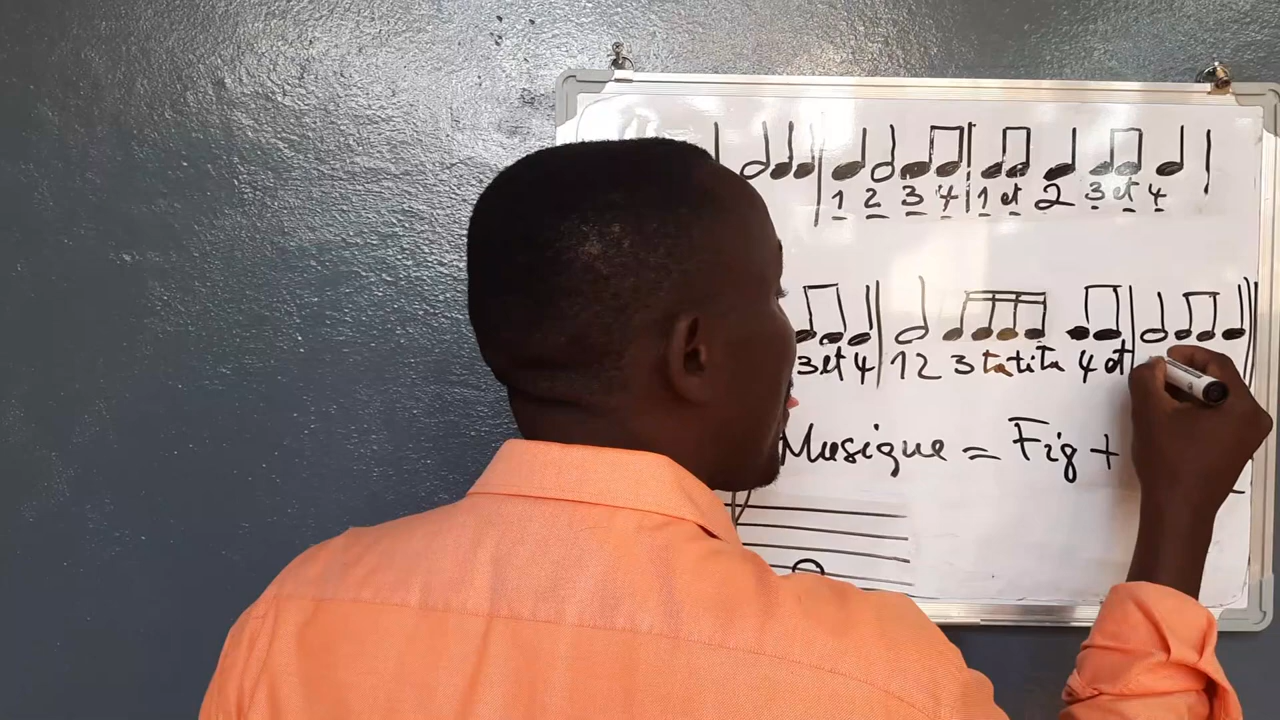 1 2 3 4 1 et 2 3 et 4
3 et 4 1 2 3 ta ti ta 4 et
Musique = Fig +